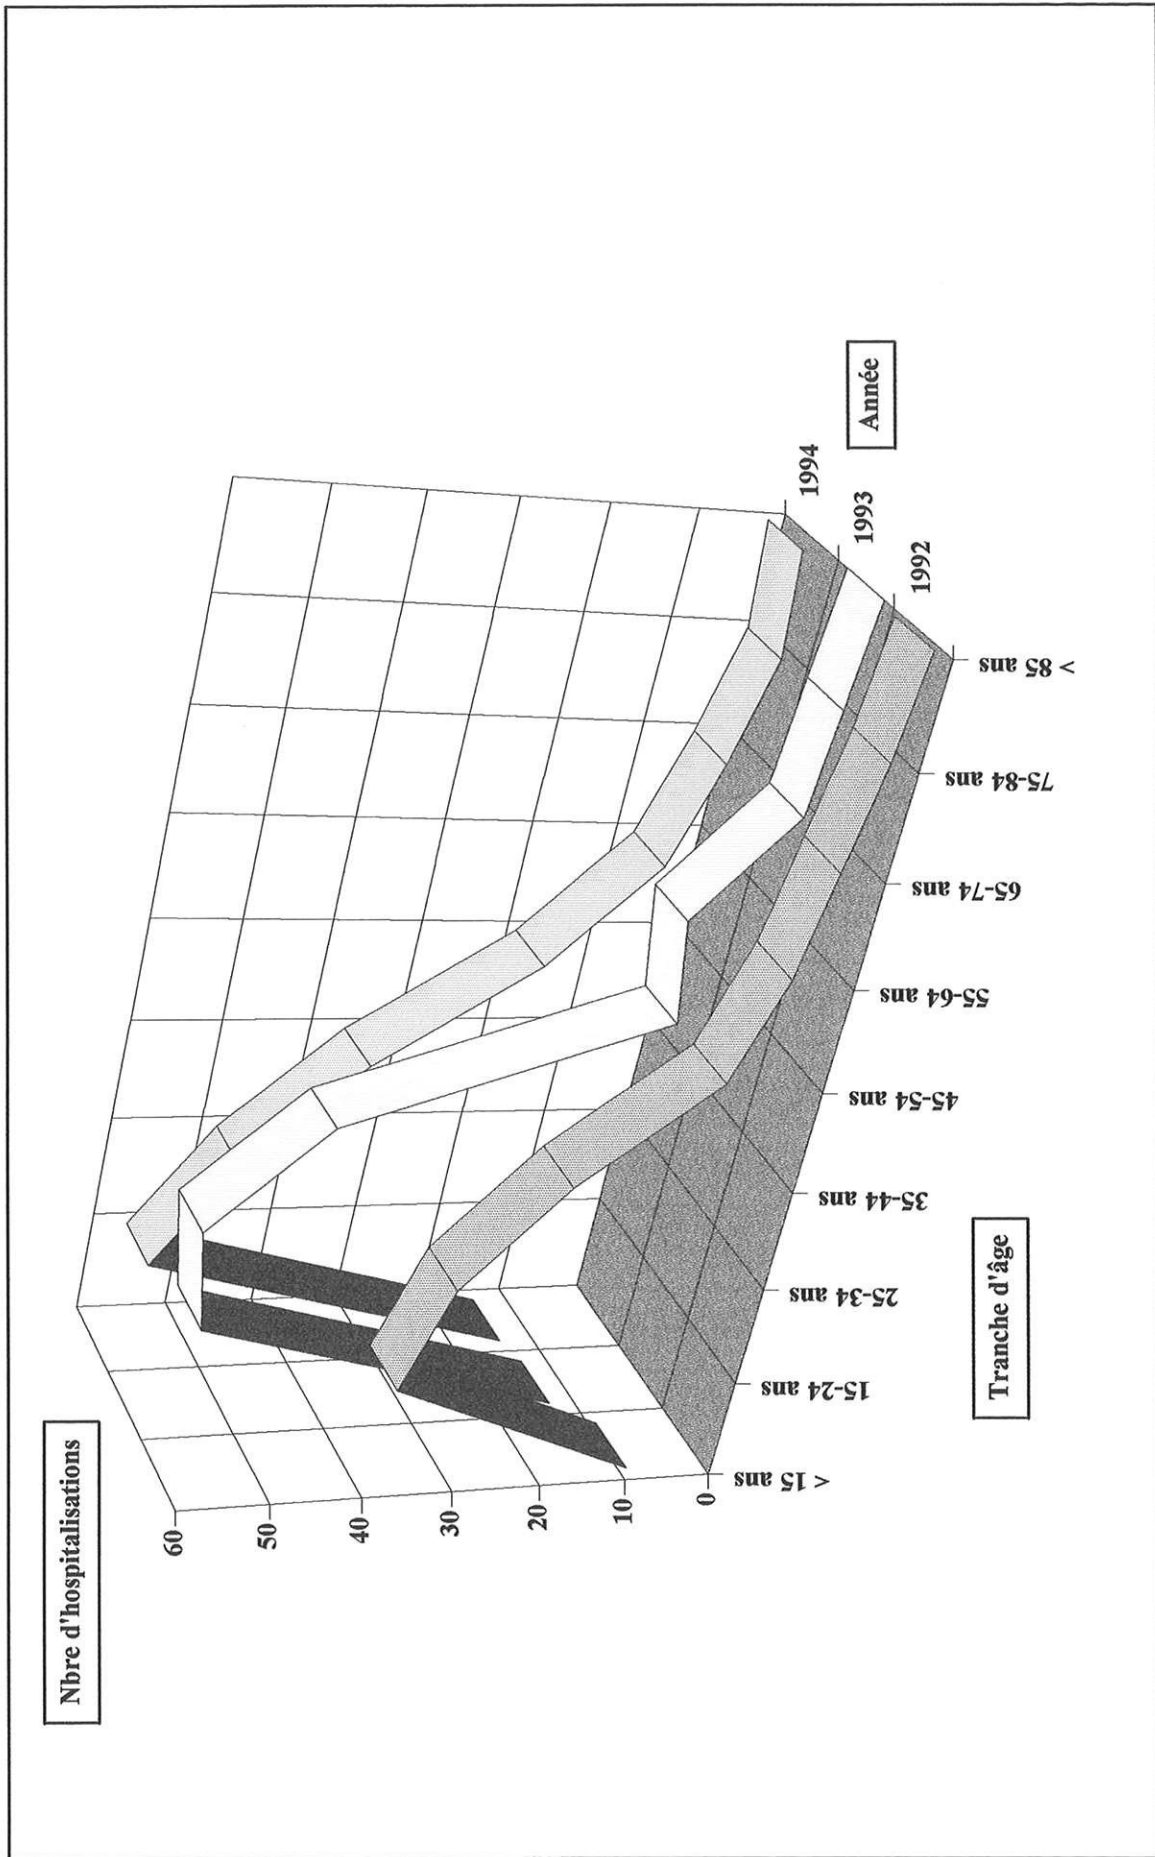 Nbre d'hospitalisations
60
50
40
30
20
10
0
< 15 ans
15-24 ans
25-34 ans
35-44 ans
45-54 ans
55-64 ans
65-74 ans
75-84 ans
> 85 ans
1992
1993
1994
Année
Tranche d'âge